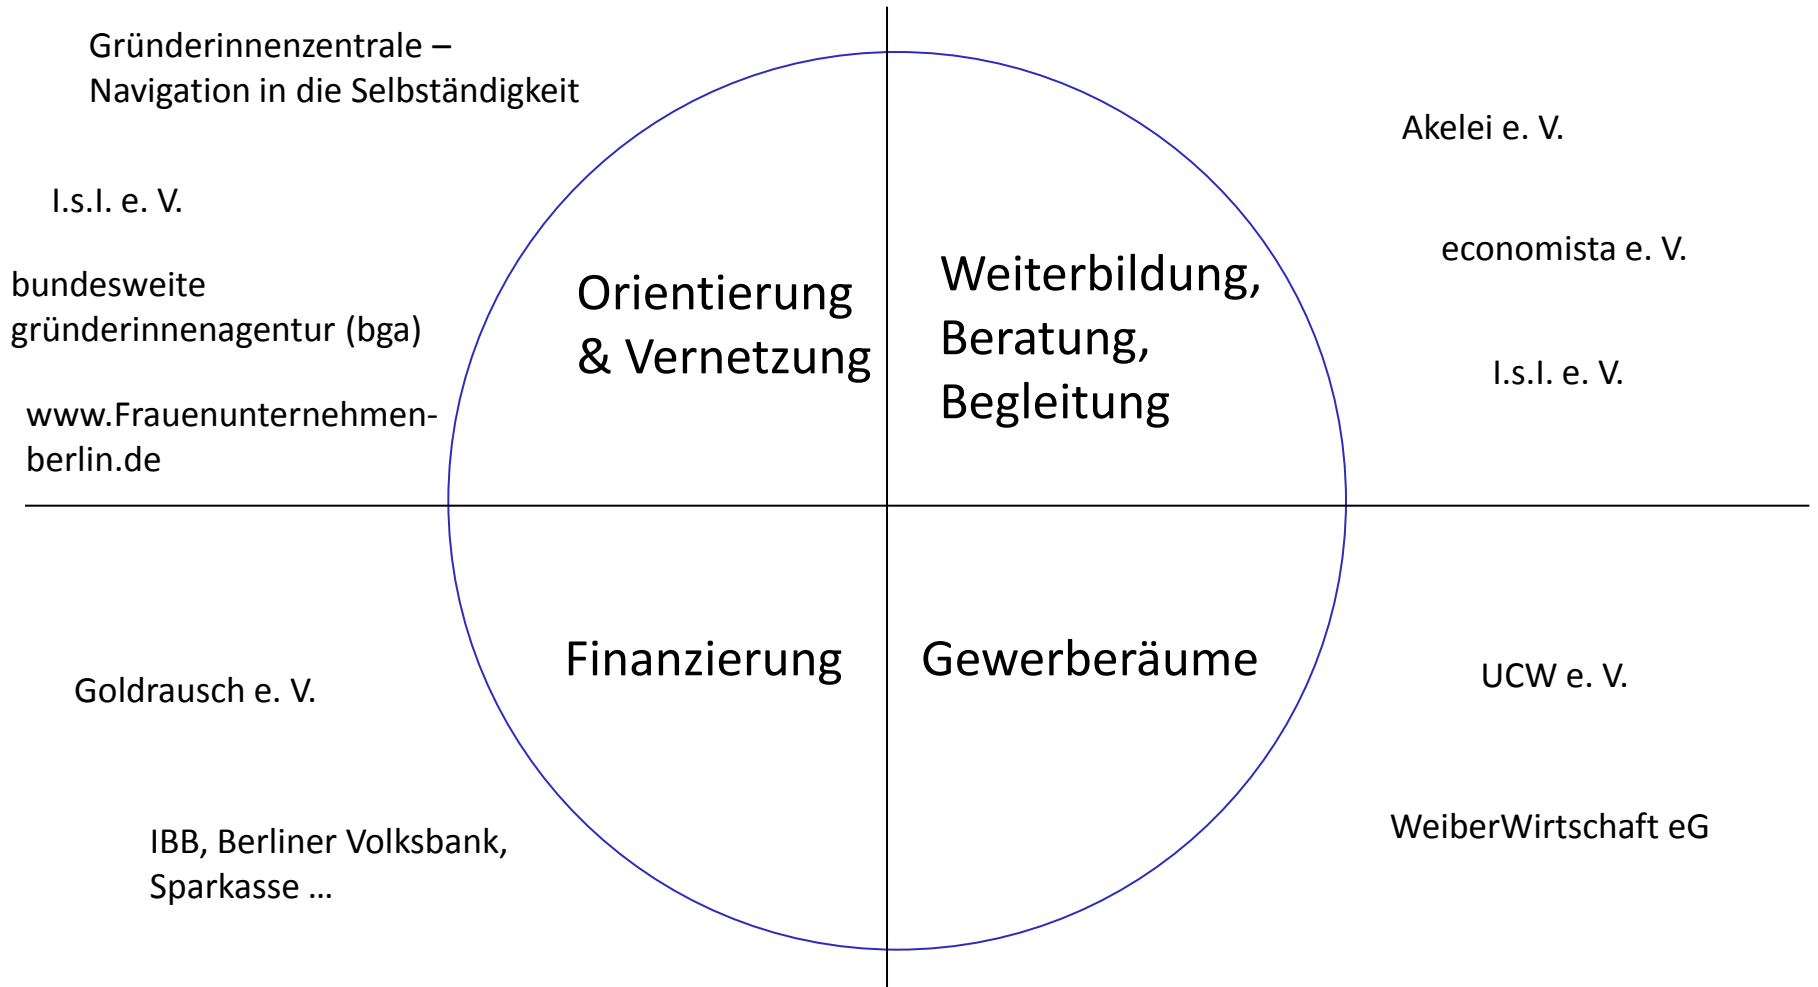 Gründerinnenzentrale –
Navigation in die Selbständigkeit
I.s.I. e. V.
bundesweite
gründerinnenagentur (bga)
www.Frauenunternehmen-
berlin.de
Orientierung
& Vernetzung
Weiterbildung,
Beratung,
Begleitung
Akelei e. V.
economista e. V.
I.s.I. e. V.
Goldrausch e. V.
IBB, Berliner Volksbank,
Sparkasse ...
Finanzierung
Gewerberäume
UCW e. V.
WeiberWirtschaft eG